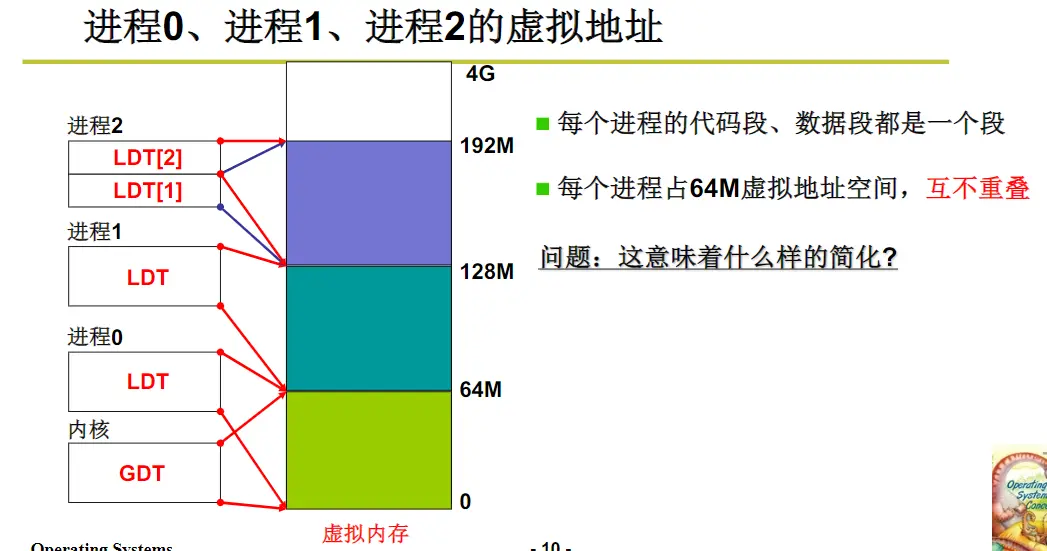 进程0、进程1、进程2的虚拟地址
4G
进程2
LDT[2]
LDT[1]
192M
进程1
LDT
128M
进程0
LDT
64M
内核
GDT
0
虚拟内存
每个进程的代码段、数据段都是一个段
每个进程占64M虚拟地址空间，互不重叠
问题：这意味着什么样的简化?
Operating
System
Conce
Operating Systems
- 10 -